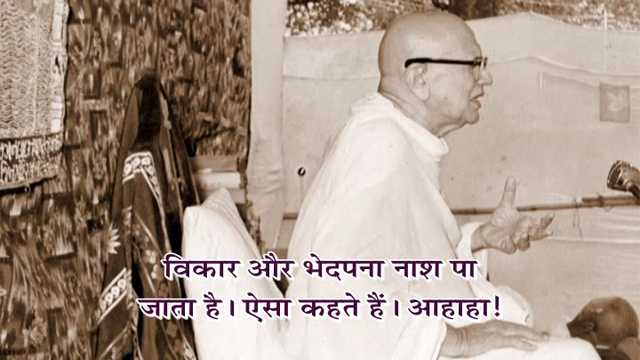 विकार और भेदपना नाश पा
जाता है। ऐसा कहते हैं। आहाहा!